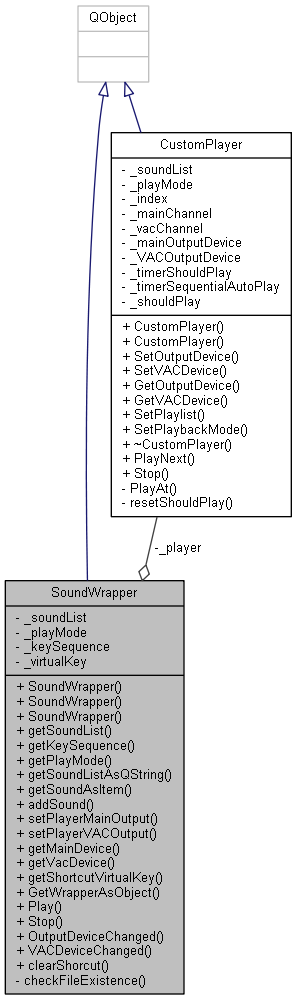 QObject
CustomPlayer
- _soundList
- _playMode
- _index
- _mainChannel
- _vacChannel
- _mainOutputDevice
- _VACOutputDevice
- _timerShouldPlay
- _timerSequentialAutoPlay
- _shouldPlay
+ CustomPlayer()
+ CustomPlayer()
+ SetOutputDevice()
+ SetVACDevice()
+ GetOutputDevice()
+ GetVACDevice()
+ SetPlaylist()
+ SetPlaybackMode()
+ ~CustomPlayer()
+ PlayNext()
+ Stop()
- PlayAt()
- resetShouldPlay()
-_player
SoundWrapper
- _soundList
- _playMode
- _keySequence
- _virtualKey
+ SoundWrapper()
+ SoundWrapper()
+ SoundWrapper()
+ getSoundList()
+ getKeySequence()
+ getPlayMode()
+ getSoundListAsQString()
+ getSoundAsItem()
+ addSound()
+ setPlayerMainOutput()
+ setPlayerVACOutput()
+ getMainDevice()
+ getVacDevice()
+ getShortcutVirtualKey()
+ GetWrapperAsObject()
+ Play()
+ Stop()
+ OutputDeviceChanged()
+ VACDeviceChanged()
+ clearShorcut()
- checkFileExistence()